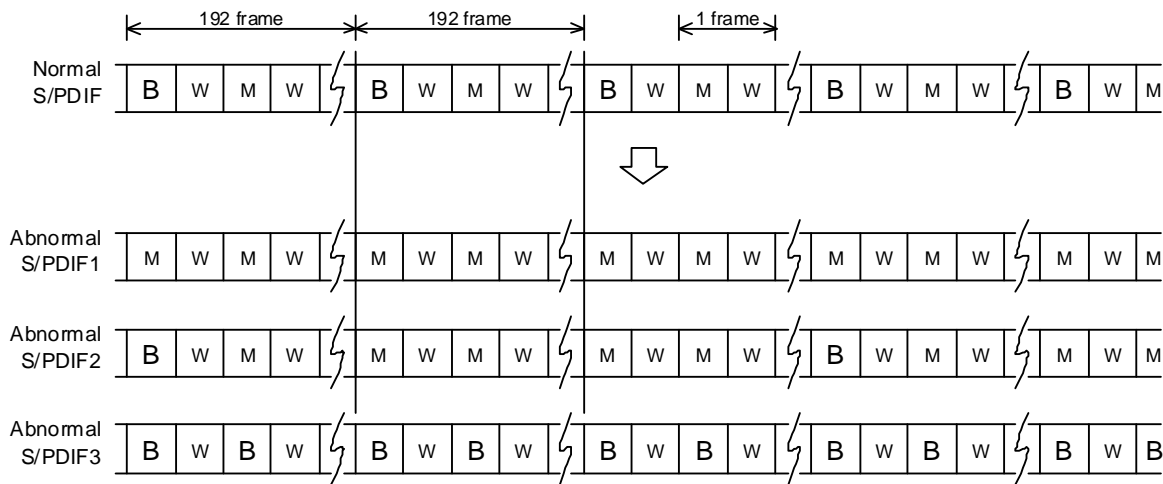 192 frame 192 frame 1 frame
Normal
S/PDIF
B W M W B W M W B W M W B W M W B W M
Abnormal
S/PDIF1
M W M W M W M W M W M W M W M W M W M
Abnormal
S/PDIF2
B W M W M W M W M W M W B W M W M W M
Abnormal
S/PDIF3
B W B W B W B W B W B W B W B W B W B